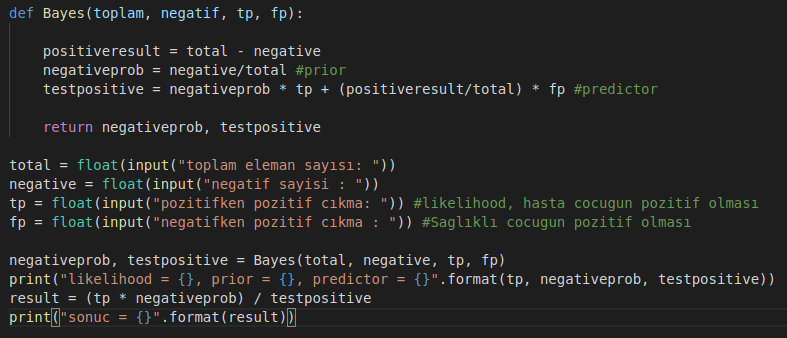 def Bayes(toplam, negatif, tp, fp):
positiveresult = total - negative
negativeprob = negative/total #prior
testpositive = negativeprob * tp + (positiveresult/total) * fp #predictor
return negativeprob, testpositive
total = float(input("toplam eleman sayısı: "))
negative = float(input("negatif sayisi : "))
tp = float(input("pozitifken pozitif cıkma: ")) #likelihood, hasta cocugun pozitif olması
fp = float(input("negatifken pozitif cıkma : ")) #Saglıklı cocugun pozitif olması
negativeprob, testpositive = Bayes(total, negative, tp, fp)
print("likelihood = {}, prior = {}, predictor = {}".format(tp, negativeprob, testpositive))
result = (tp * negativeprob) / testpositive
print("sonuc = {}".format(result))